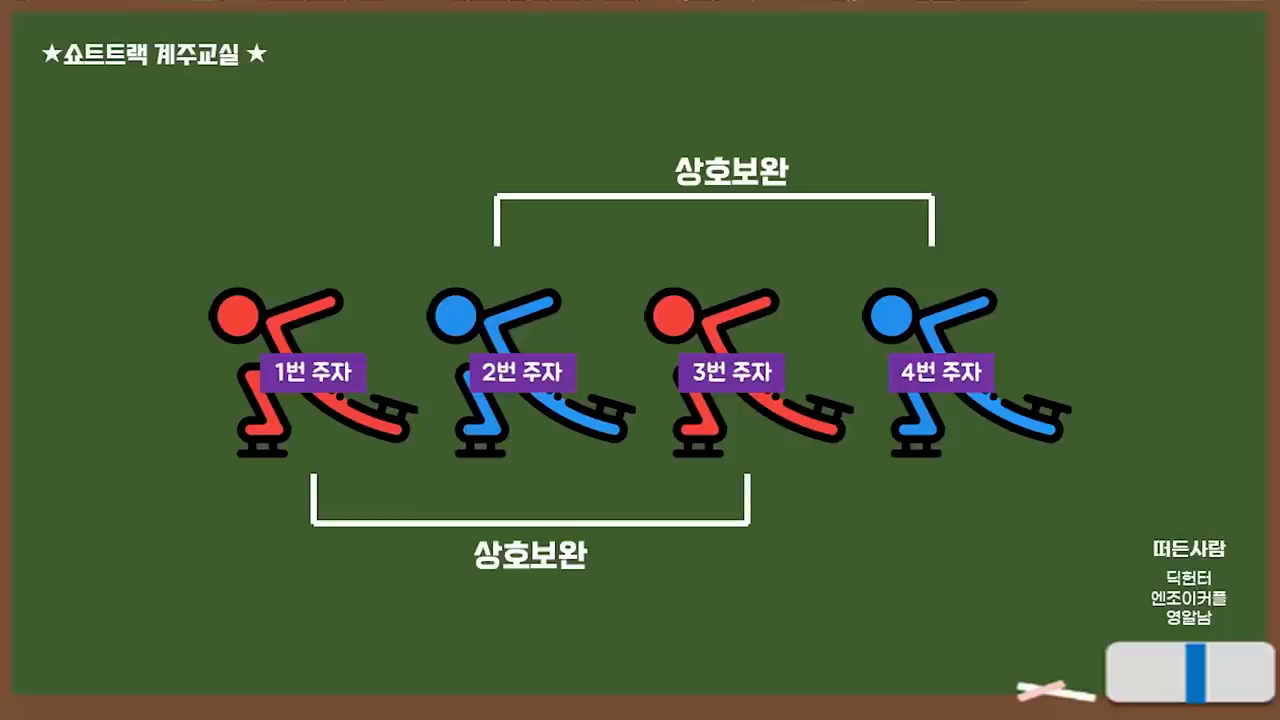 ★쇼트트랙 계주교실 ★
상호보완
1번 주자
2번 주자
3번 주자
4번 주자
상호보완
떠든사람
딕헌터
엔조이커플
영알남